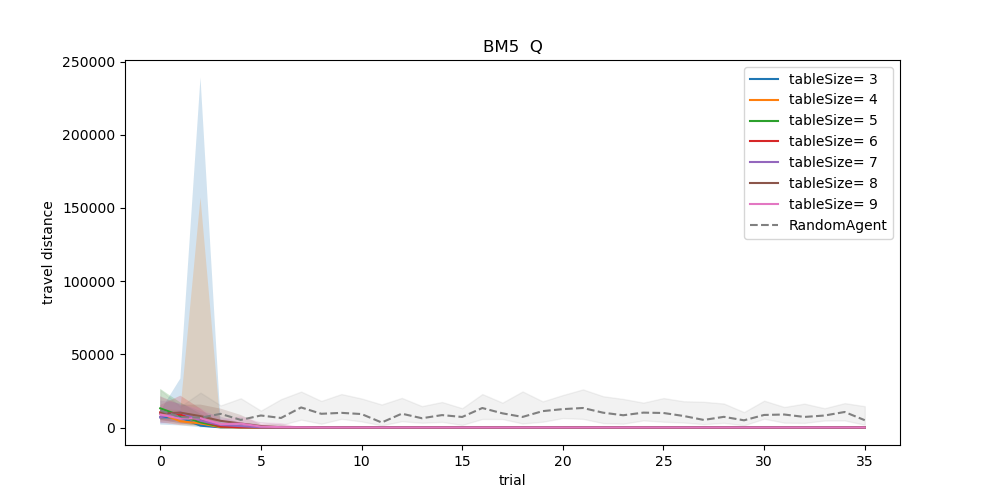 BM5 Q
250000
200000
150000
100000
50000
0
travel distance
0 5 10 15 20 25 30 35
trial
tableSize= 3
tableSize= 4
tableSize= 5
tableSize= 6
tableSize= 7
tableSize= 8
tableSize= 9
RandomAgent